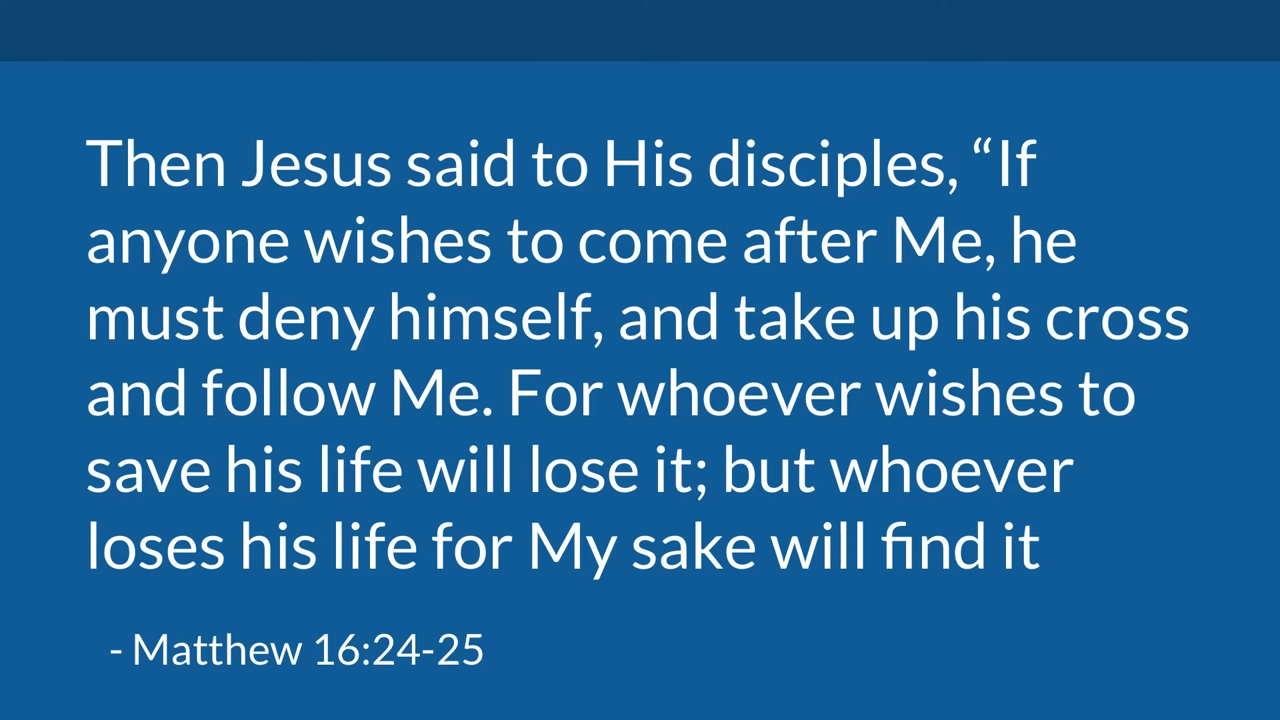 Then Jesus said to His disciples, “If
anyone wishes to come after Me, he
must deny himself, and take up his cross
and follow Me. For whoever wishes to
save his life will lose it; but whoever
loses his life for My sake will find it
- Matthew 16:24-25